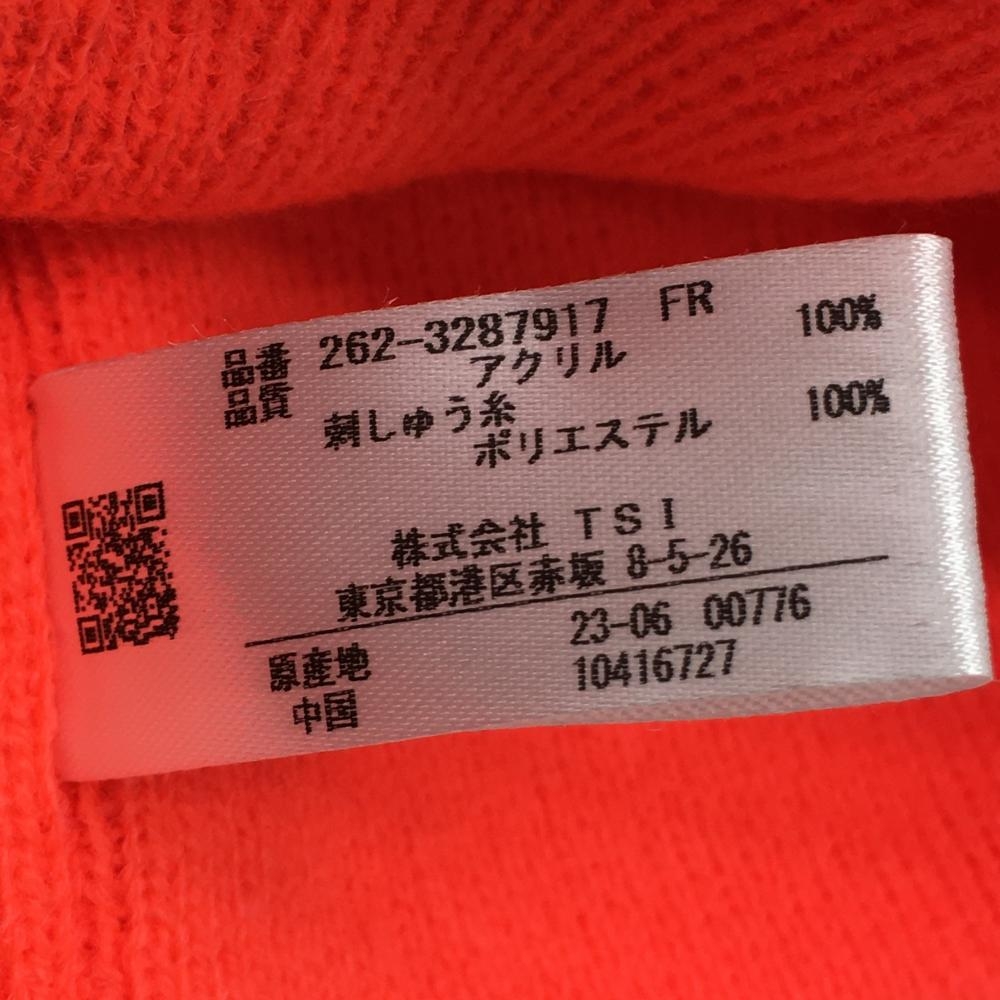 品番 262-3287917 FR
品質 アクリル 100%
刺しゅう糸
ポリエステル 100%
株式会社 TSI
東京都港区赤坂 8-5-26
23-06 00776
原産地 10416727
中国